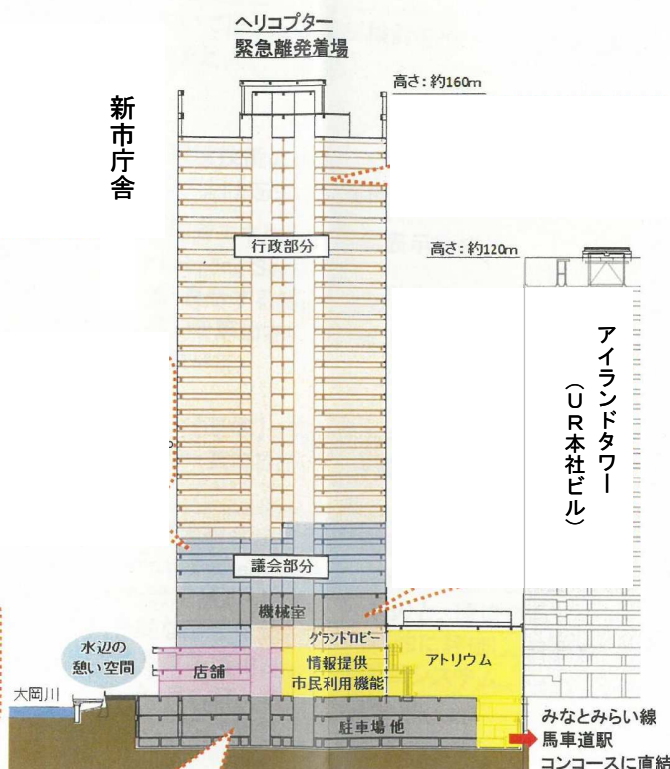 ヘリコプター
緊急離発着場
高さ：約160m
新市庁舎
行政部分
高さ：約120m
アイランドタワー
（ＵＲ本社ビル）
議会部分
機械室
グランドロビー
水辺の
憩い空間
店舗
情報提供
市民利用機能
アトリウム
大岡川
駐車場他
みなとみらい線
馬車道駅
コンコースに直結